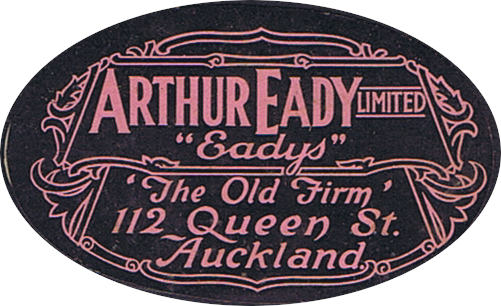 ARTHUR EADY LIMITED
"Eadys"
'The Old Firm'
112 Queen St.
Auckland.